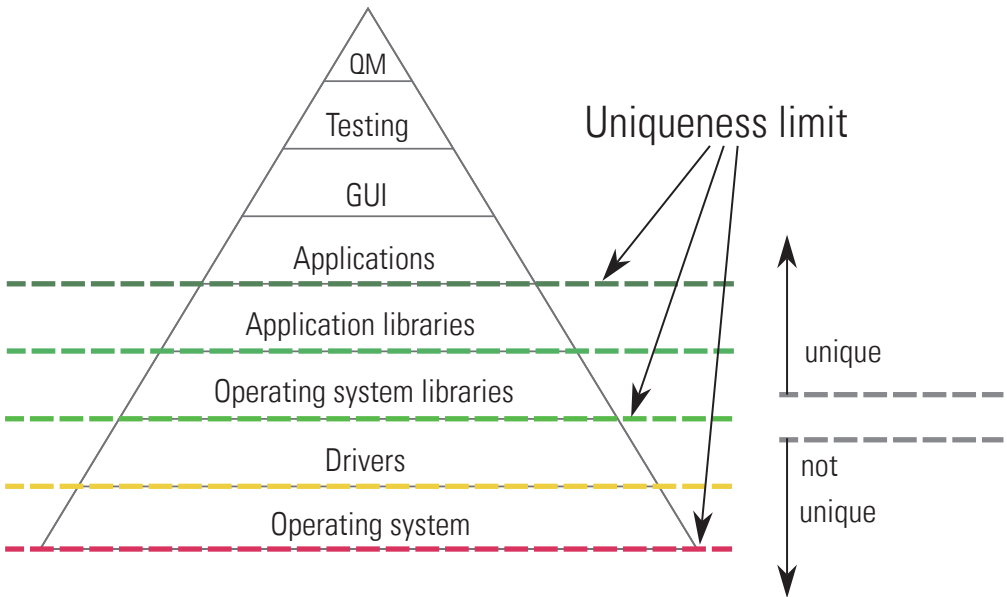 QM
Testing
Uniqueness limit
GUI
Applications
Application libraries
unique
Operating system libraries
Drivers
not
unique
Operating system